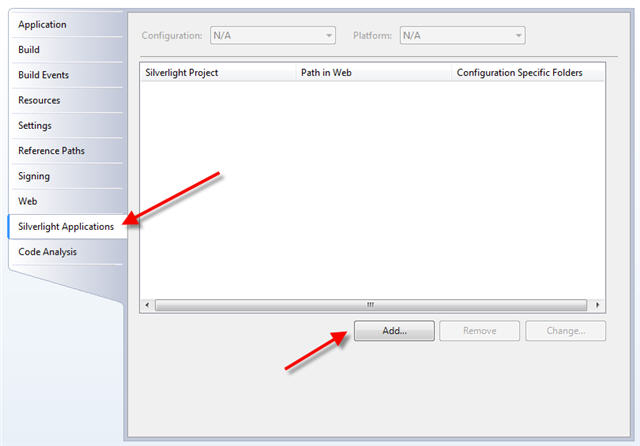 Application
Build
Build Events
Resources
Settings
Reference Paths
Signing
Web
Silverlight Applications
Code Analysis
Configuration: N/A Platform: N/A
Silverlight Project Path in Web Configuration Specific Folders
Add... Remove Change...